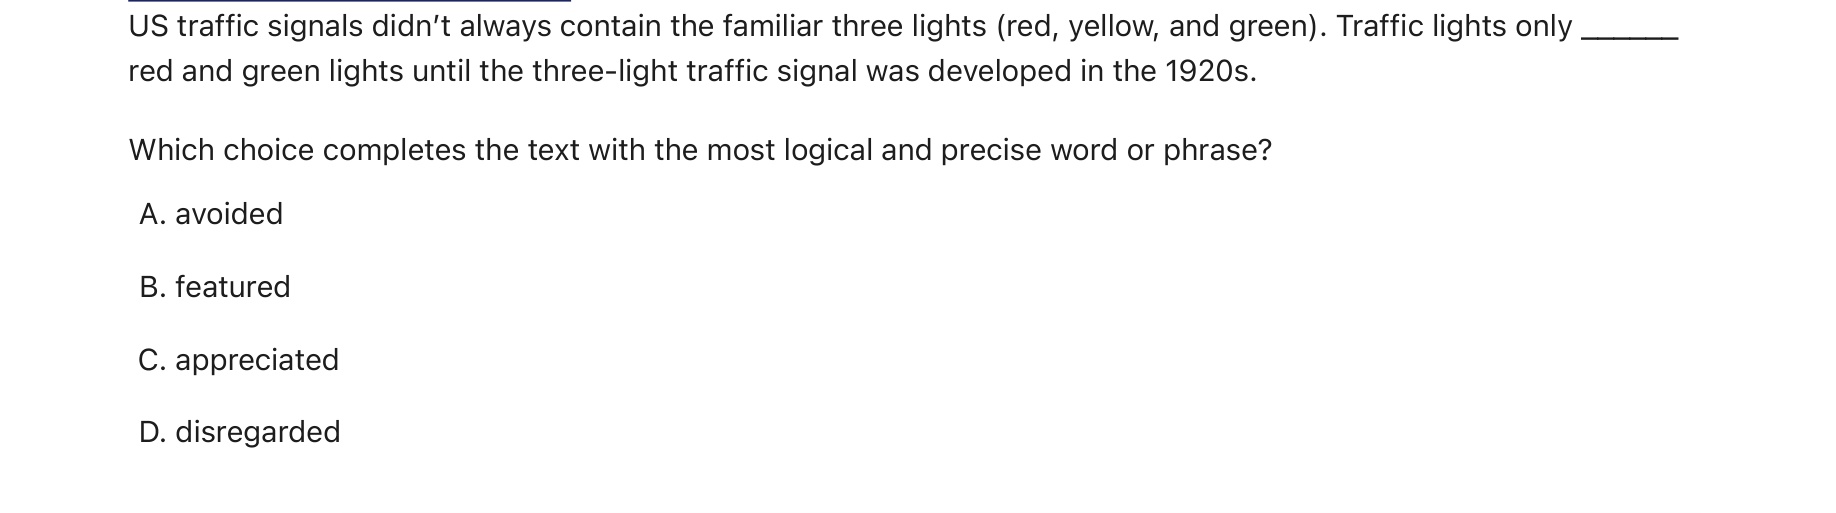 US traffic signals didn’t always contain the familiar three lights (red, yellow, and green). Traffic lights only ______
red and green lights until the three-light traffic signal was developed in the 1920s.
Which choice completes the text with the most logical and precise word or phrase?
A. avoided
B. featured
C. appreciated
D. disregarded